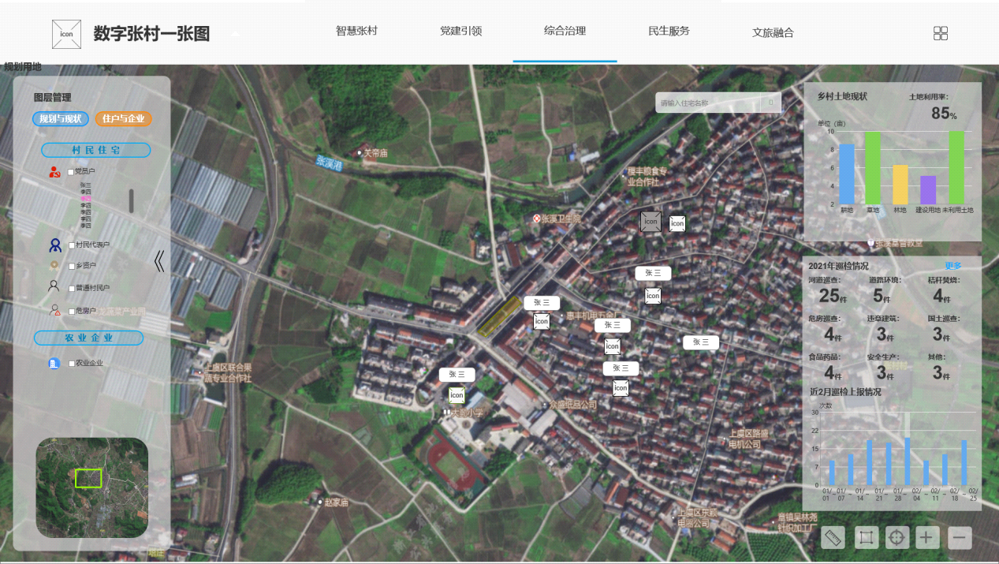 icon
数字张村一张图
智慧张村
党建引领
综合治理
民生服务
文旅融合
规划用地
图层管理
规划与现状
住户与企业
村民住宅
党员户
张三
李四
李四
李四
李四
李四
李四
村民代表户
乡贤户
普通村民户
危房户
农业企业
农业企业
请输入住宅名称
关帝庙
张溪港
楼丰粮食专
业合作社
张溪卫生院
icon
icon
张三
icon
张三
icon
惠丰机电五金厂
张三
icon
张三
张三
icon
张三
icon
上虞区联合果
蔬专业合作社
大勤小学
众盛纸品公司
上虞区路盛
电机公司
赵家庙
上虞区东颖
电器公司
章镇吴林尧
针织加工厂
张溪基督教堂
乡村土地现状
土地利用率：
85%
单位（亩）
10
8
6
4
2
耕地
草地
林地
建设用地
未利用土地
2021年巡检情况
更多
河道巡查：
25件
道路环境：
5件
秸秆焚烧：
4件
危房巡查：
4件
违章建筑：
3件
国土巡查：
3件
食品药品：
4件
安全生产：
3件
其他：
3件
近2月巡检上报情况
次数
30
22
15
7
0
01/01
01/07
01/14
01/21
01/28
02/04
02/11
02/18
02/25